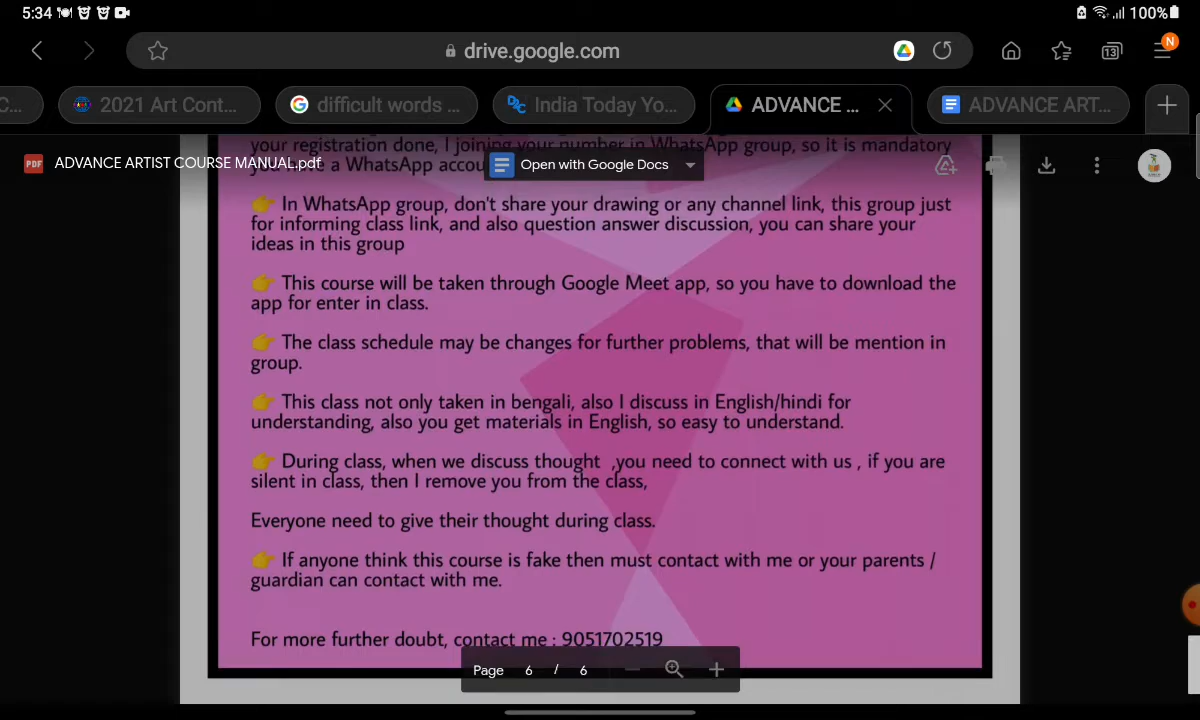 5:34 100%
drive.google.com 13 N
C... 2021 Art Cont... difficult words ... India Today Yo... ADVANCE ... ADVANCE ART...
your registration done, I joining your number in WhatsApp group, so it is mandatory
PDF ADVANCE ARTIST COURSE MANUAL.pdf Open with Google Docs
a WhatsApp
👉 In WhatsApp group, don't share your drawing or any channel link, this group just
for informing class link, and also question answer discussion, you can share your
ideas in this group
👉 This course will be taken through Google Meet app, so you have to download the
app for enter in class.
👉 The class schedule may be changes for further problems, that will be mention in
group.
👉 This class not only taken in bengali, also I discuss in English/hindi for
understanding, also you get materials in English, so easy to understand.
👉 During class, when we discuss thought ,you need to connect with us , if you are
silent in class, then I remove you from the class,
Everyone need to give their thought during class.
👉 If anyone think this course is fake then must contact with me or your parents /
guardian can contact with me.
For more further doubt, contact me : 9051702519
Page 6 / 6